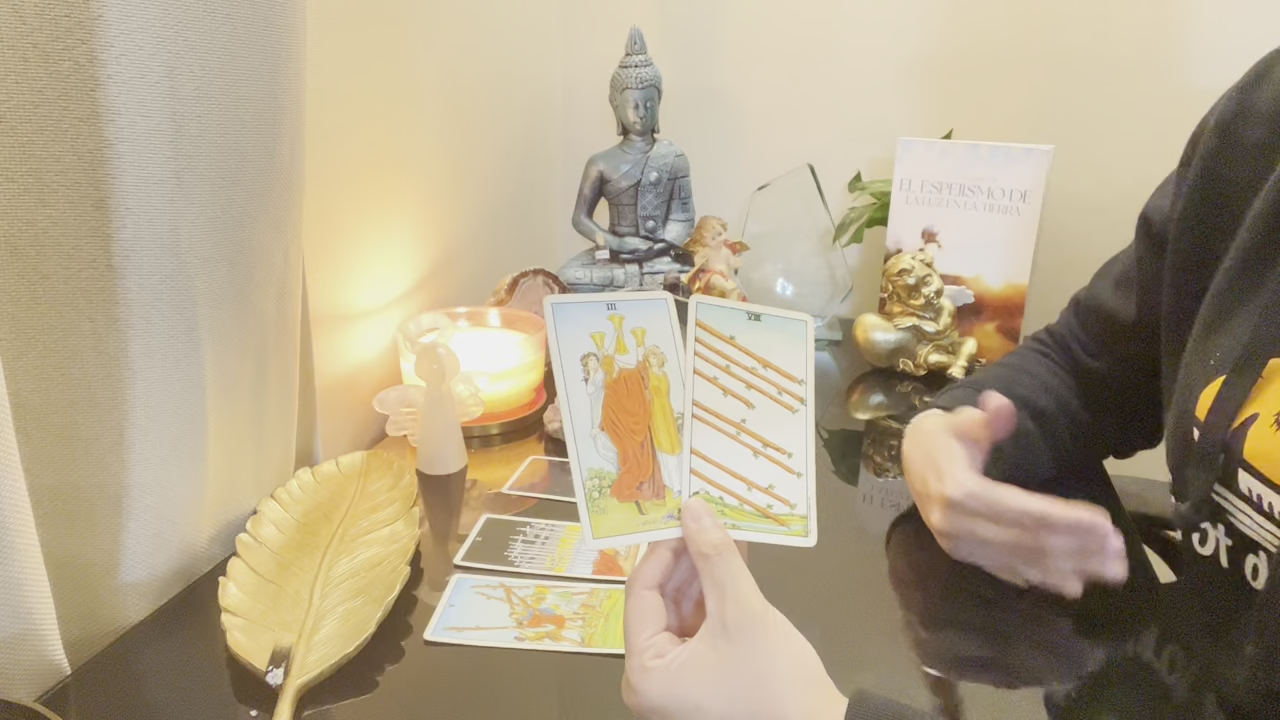 III
VIII
EL ESPEJISMO DE
LA LUZ EN LA TIERRA